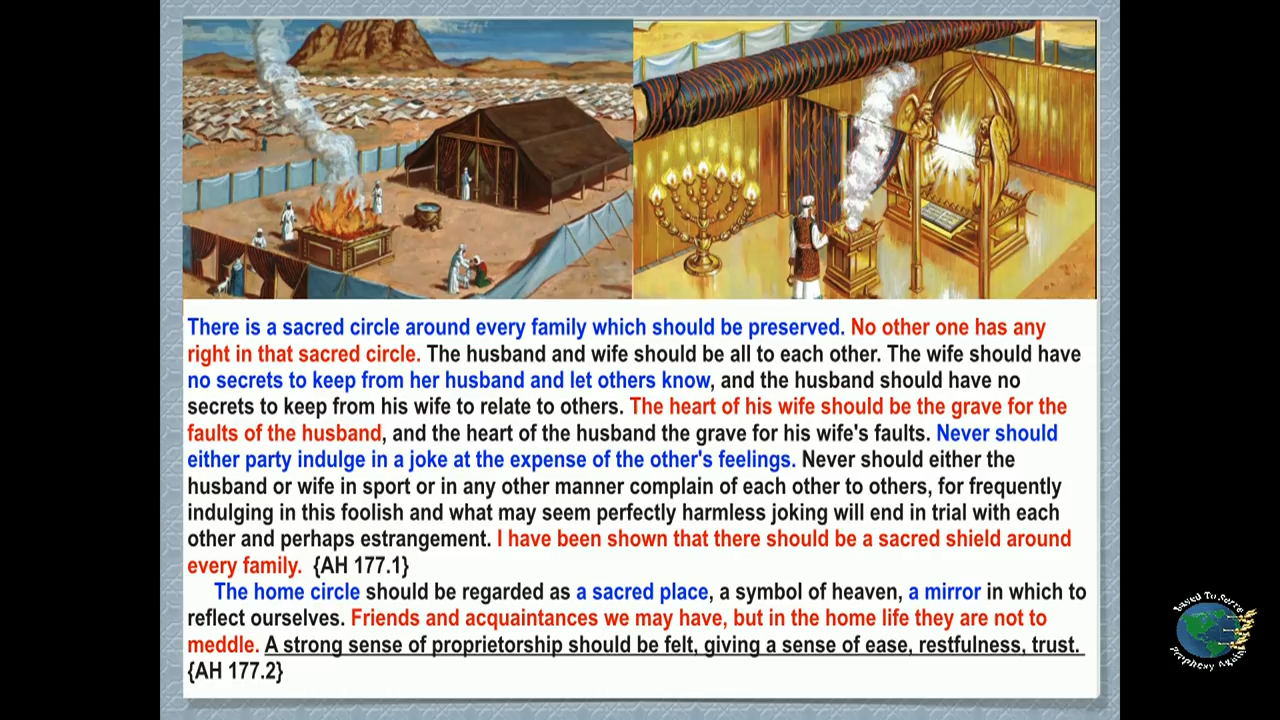 There is a sacred circle around every family which should be preserved. No other one has any
right in that sacred circle. The husband and wife should be all to each other. The wife should have
no secrets to keep from her husband and let others know, and the husband should have no
secrets to keep from his wife to relate to others. The heart of his wife should be the grave for the
faults of the husband, and the heart of the husband the grave for his wife's faults. Never should
either party indulge in a joke at the expense of the other's feelings. Never should either the
husband or wife in sport or in any other manner complain of each other to others, for frequently
indulging in this foolish and what may seem perfectly harmless joking will end in trial with each
other and perhaps estrangement. I have been shown that there should be a sacred shield around
every family. {AH 177.1}
The home circle should be regarded as a sacred place, a symbol of heaven, a mirror in which to
reflect ourselves. Friends and acquaintances we may have, but in the home life they are not to
meddle. A strong sense of proprietorship should be felt, giving a sense of ease, restfulness, trust.
{AH 177.2}
Prophezy Again